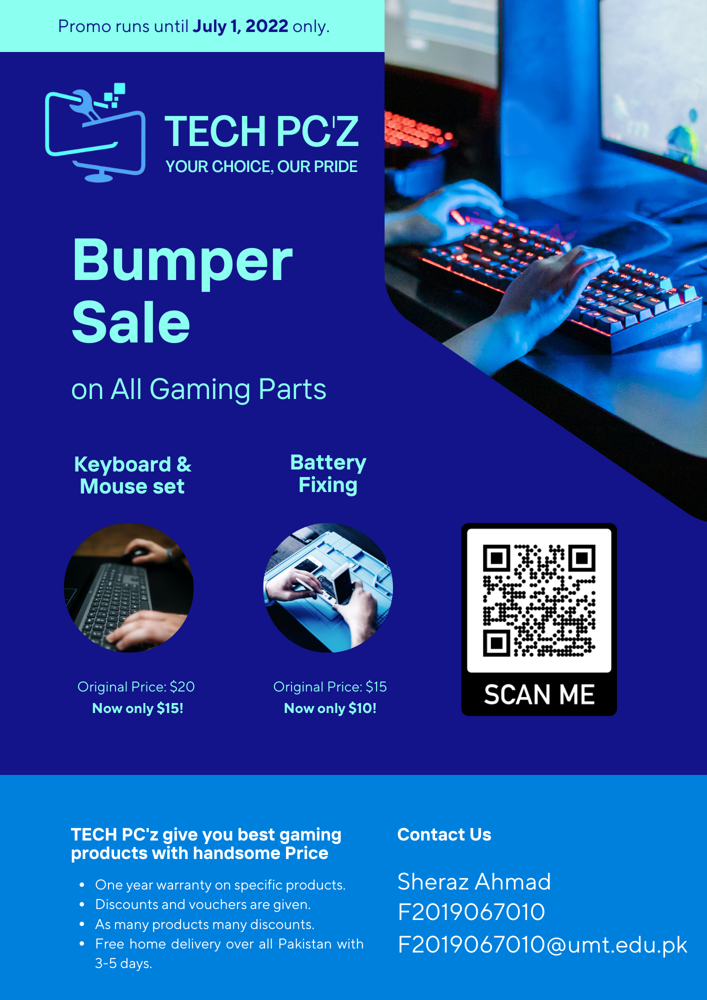 Promo runs until July 1, 2022 only.
TECH PC'Z
YOUR CHOICE, OUR PRIDE
Bumper
Sale
on All Gaming Parts
Keyboard &
Mouse set
Battery
Fixing
Original Price: $20
Now only $15!
Original Price: $15
Now only $10!
SCAN ME
TECH PC'z give you best gaming
products with handsome Price
• One year warranty on specific products.
• Discounts and vouchers are given.
• As many products many discounts.
• Free home delivery over all Pakistan with
3-5 days.
Contact Us
Sheraz Ahmad
F2019067010
F2019067010@umt.edu.pk